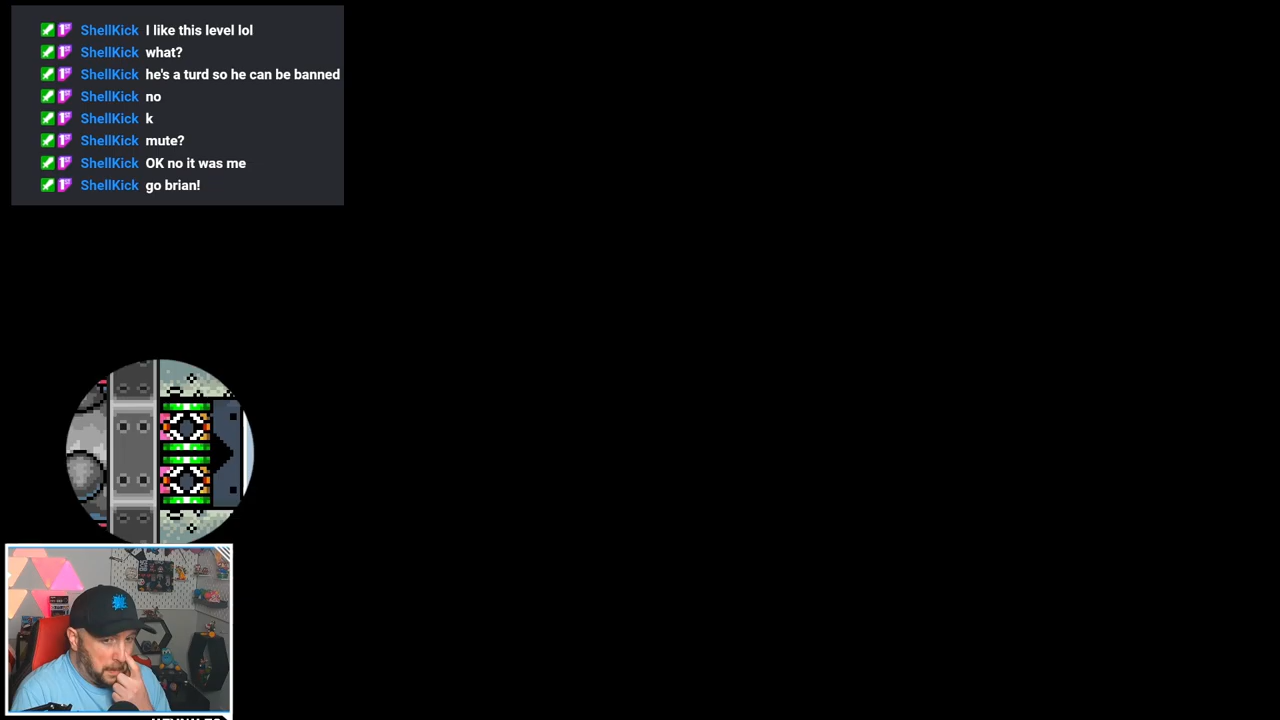 ShellKick I like this level lol
ShellKick what?
ShellKick he's a turd so he can be banned
ShellKick no
ShellKick k
ShellKick mute?
ShellKick OK no it was me
ShellKick go brian!